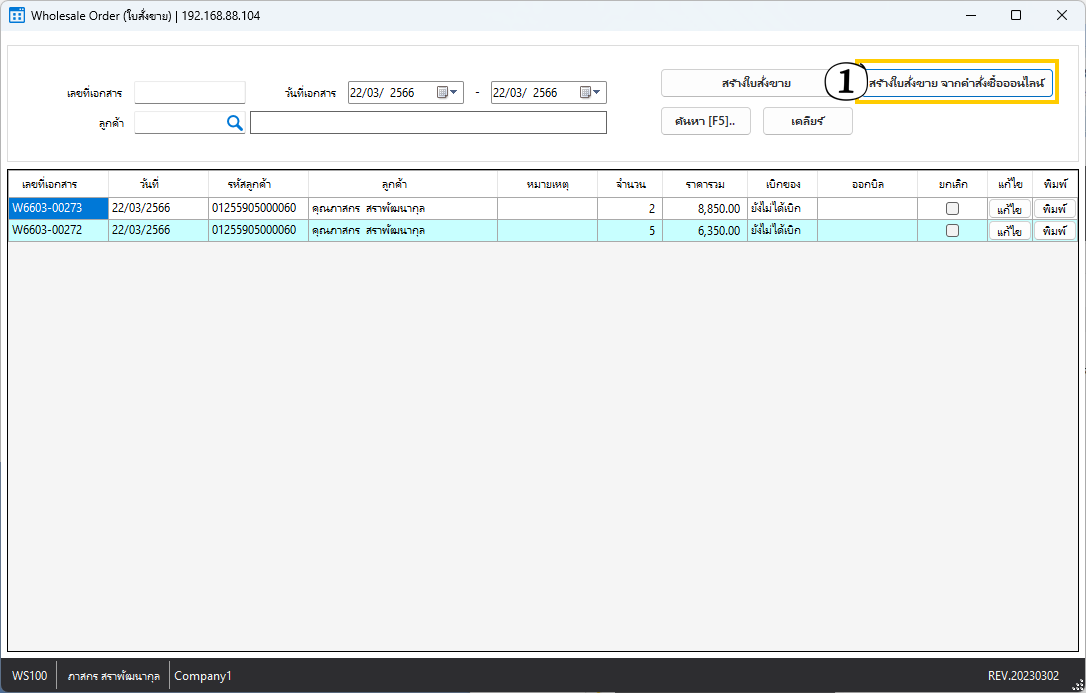 Wholesale Order (ใบสั่งขาย) | 192.168.88.104
เลขที่เอกสาร วันที่เอกสาร 22/03/ 2566 - 22/03/ 2566 สร้างใบสั่งขาย 1 สร้างใบสั่งขาย จากคำสั่งซื้อออนไลน์
ลูกค้า ค้นหา [F5].. เคลียร์
เลขที่เอกสาร วันที่ รหัสลูกค้า ลูกค้า หมายเหตุ จำนวน ราคารวม เบิกของ ออกบิล ยกเลิก แก้ไข พิมพ์
W6603-00273 22/03/2566 01255905000060 คุณภาสกร สราพัฒนากุล 2 8,850.00 ยังไม่ได้เบิก แก้ไข พิมพ์
W6603-00272 22/03/2566 01255905000060 คุณภาสกร สราพัฒนากุล 5 6,350.00 ยังไม่ได้เบิก แก้ไข พิมพ์
WS100 ภาสกร สราพัฒนากุล Company1 REV.20230302